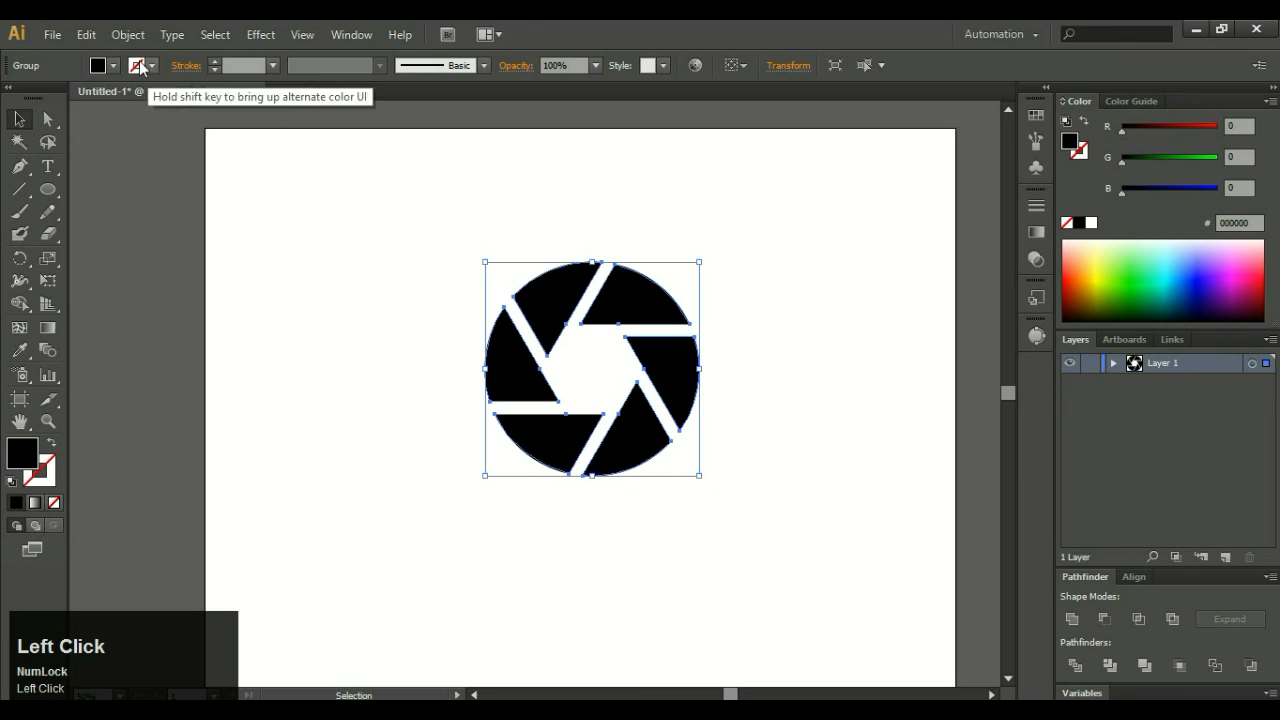 Ai File Edit Object Type Select Effect View Window Help Br Automation
Group Stroke: Basic Opacity: 100% Style: Transform
Untitled-1* @
Hold shift key to bring up alternate color UI
Color Color Guide
R 0
G 0
B 0
# 000000
Layers Artboards Links
Layer 1
1 Layer
Pathfinder Align
Shape Modes:
Expand
Pathfinders:
Variables
Left Click
NumLock
Left Click
Selection